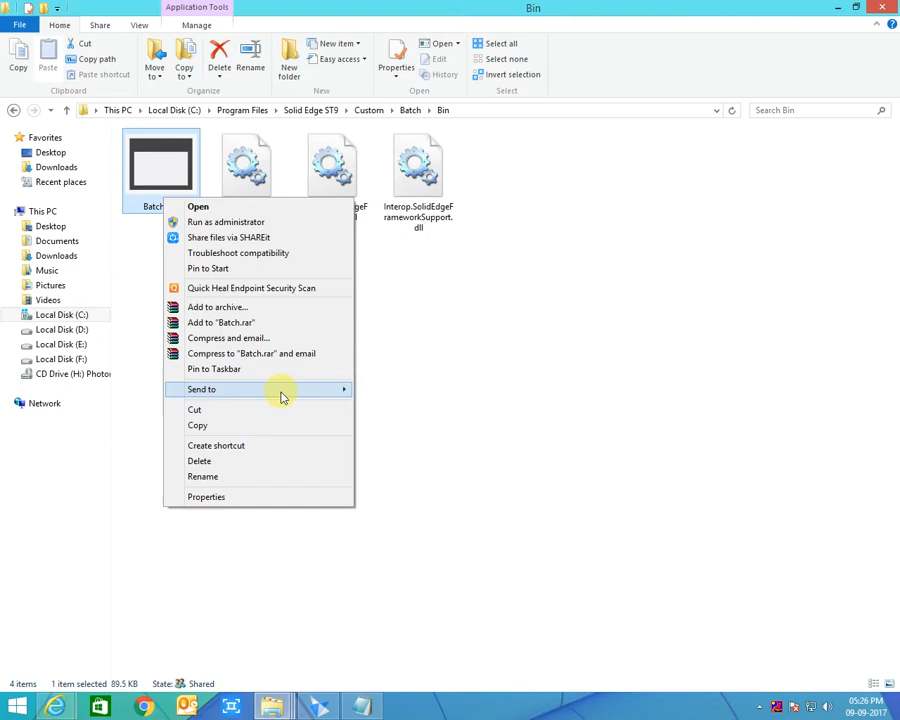 Application Tools
Bin
File
Home
Share
View
Manage
Copy
Paste
Cut
Copy path
Paste shortcut
Clipboard
Move to
Copy to
Delete
Rename
Organize
New folder
New item
Easy access
New
Properties
Open
Edit
History
Open
Select all
Select none
Invert selection
Select
This PC
Local Disk (C:)
Program Files
Solid Edge ST9
Custom
Batch
Bin
Search Bin
Favorites
Desktop
Downloads
Recent places
This PC
Desktop
Documents
Downloads
Music
Pictures
Videos
Local Disk (C:)
Local Disk (D:)
Local Disk (E:)
Local Disk (F:)
CD Drive (H:) Photo
Network
Batch
Interop.SolidEdgeF
rameworkSupport.
dll
Open
Run as administrator
Share files via SHAREit
Troubleshoot compatibility
Pin to Start
Quick Heal Endpoint Security Scan
Add to archive...
Add to "Batch.rar"
Compress and email...
Compress to "Batch.rar" and email
Pin to Taskbar
Send to
Cut
Copy
Create shortcut
Delete
Rename
Properties
4 items
1 item selected 89.5 KB
State: Shared
05:26 PM
09-09-2017